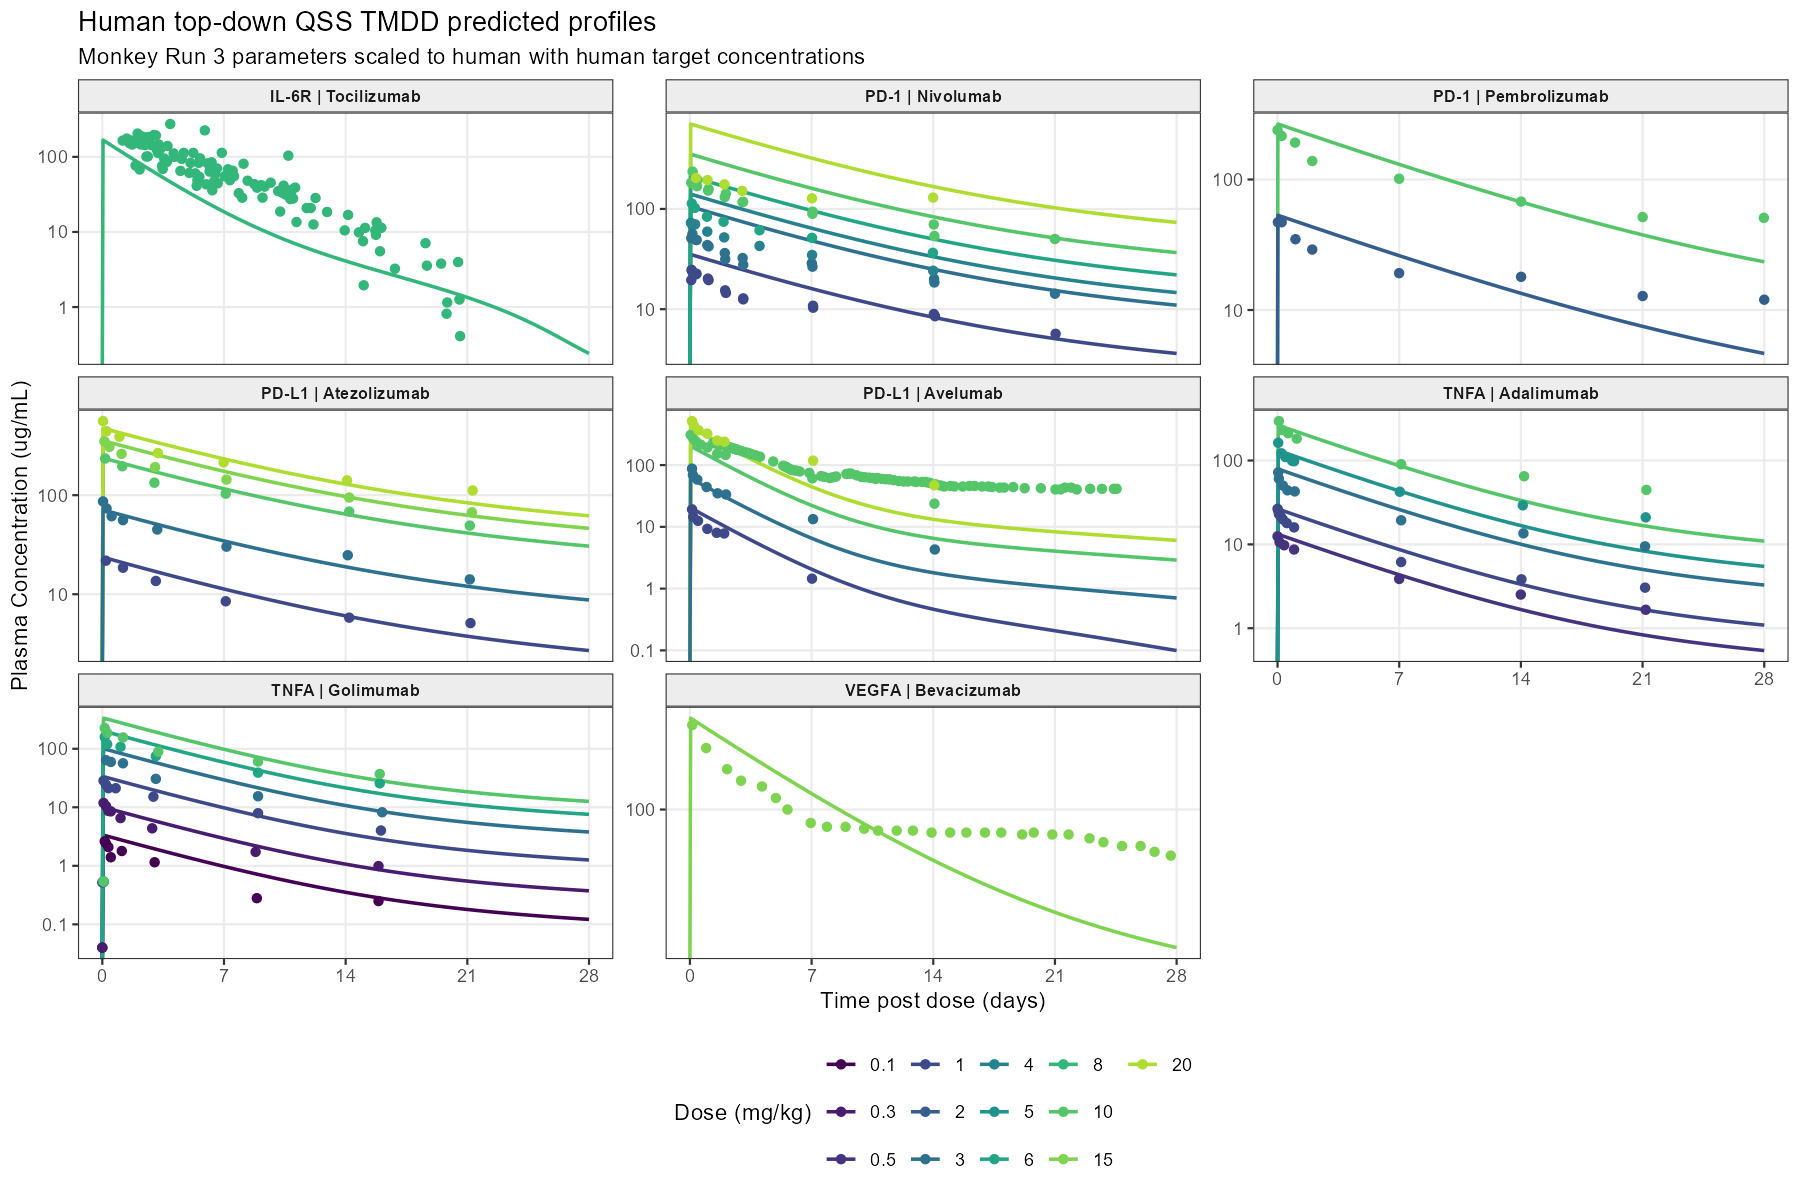 Human top-down QSS TMDD predicted profiles
Monkey Run 3 parameters scaled to human with human target concentrations
IL-6R | Tocilizumab
PD-1 | Nivolumab
PD-1 | Pembrolizumab
100
10
1
100
10
100
10
PD-L1 | Atezolizumab
PD-L1 | Avelumab
TNFA | Adalimumab
100
10
100
10
1
0.1
100
10
1
0 7 14 21 28
TNFA | Golimumab
VEGFA | Bevacizumab
100
10
1
0.1
100
0 7 14 21 28
0 7 14 21 28
Plasma Concentration (ug/mL)
Time post dose (days)
Dose (mg/kg)
0.1 1 4 8 20
0.3 2 5 10
0.5 3 6 15